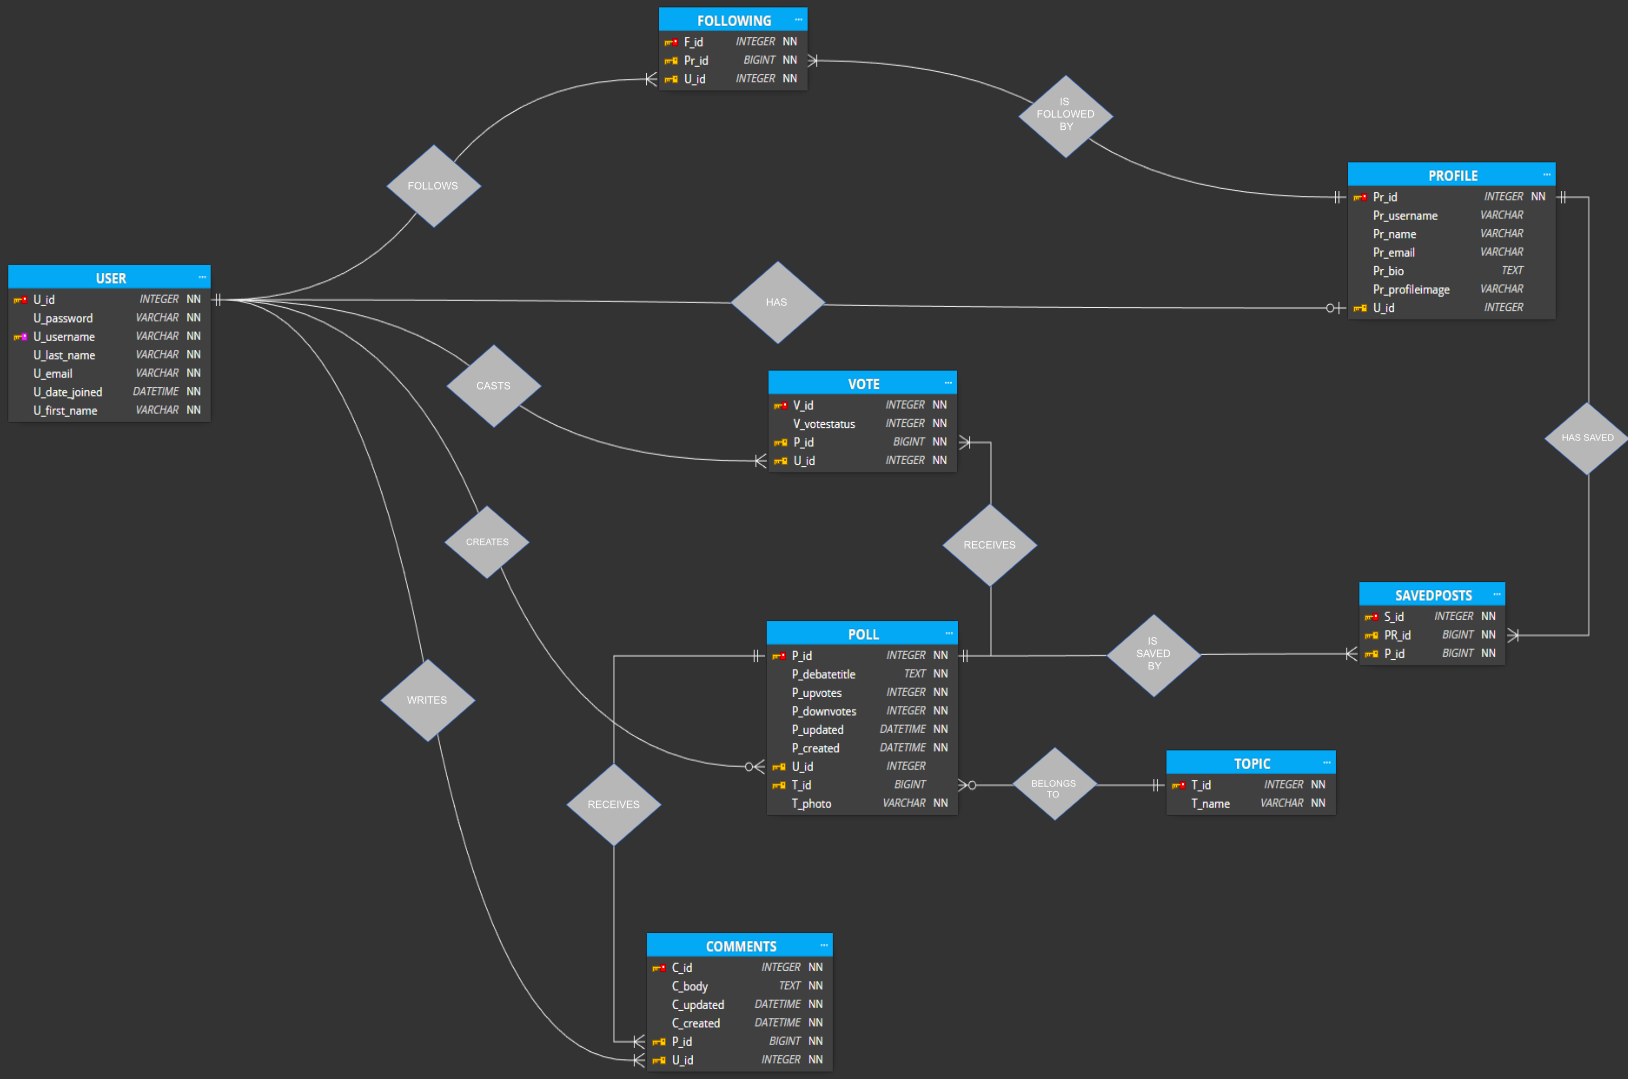 FOLLOWING ...
F_id INTEGER NN
Pr_id BIGINT NN
U_id INTEGER NN
IS
FOLLOWED
BY
FOLLOWS
PROFILE ...
Pr_id INTEGER NN
Pr_username VARCHAR
Pr_name VARCHAR
Pr_email VARCHAR
Pr_bio TEXT
Pr_profileimage VARCHAR
U_id INTEGER
USER ...
U_id INTEGER NN
U_password VARCHAR NN
U_username VARCHAR NN
U_last_name VARCHAR NN
U_email VARCHAR NN
U_date_joined DATETIME NN
U_first_name VARCHAR NN
HAS
CASTS
VOTE ...
V_id INTEGER NN
V_votestatus INTEGER NN
P_id BIGINT NN
U_id INTEGER NN
HAS SAVED
CREATES
RECEIVES
SAVEDPOSTS ...
S_id INTEGER NN
PR_id BIGINT NN
P_id BIGINT NN
POLL ...
P_id INTEGER NN
P_debatetitle TEXT NN
P_upvotes INTEGER NN
P_downvotes INTEGER NN
P_updated DATETIME NN
P_created DATETIME NN
U_id INTEGER
T_id BIGINT
T_photo VARCHAR NN
IS
SAVED
BY
WRITES
RECEIVES
BELONGS
TO
TOPIC ...
T_id INTEGER NN
T_name VARCHAR NN
COMMENTS ...
C_id INTEGER NN
C_body TEXT NN
C_updated DATETIME NN
C_created DATETIME NN
P_id BIGINT NN
U_id INTEGER NN